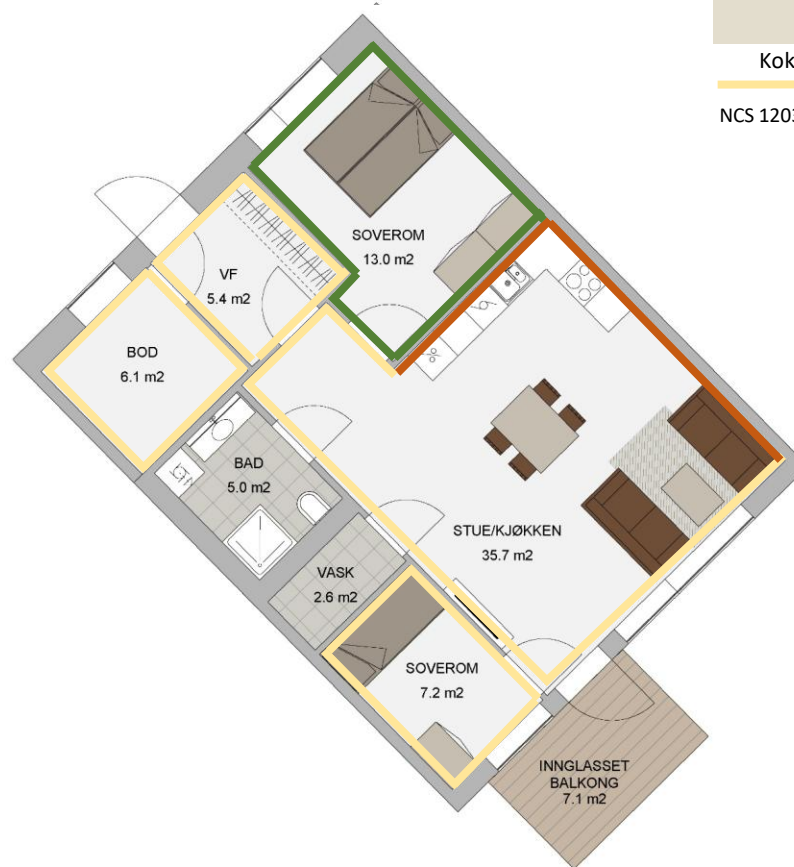 Kok
NCS 120
SOVEROM
13.0 m2
VF
5.4 m2
BOD
6.1 m2
BAD
5.0 m2
STUE/KJØKKEN
35.7 m2
VASK
2.6 m2
SOVEROM
7.2 m2
INNGLASSET
BALKONG
7.1 m2